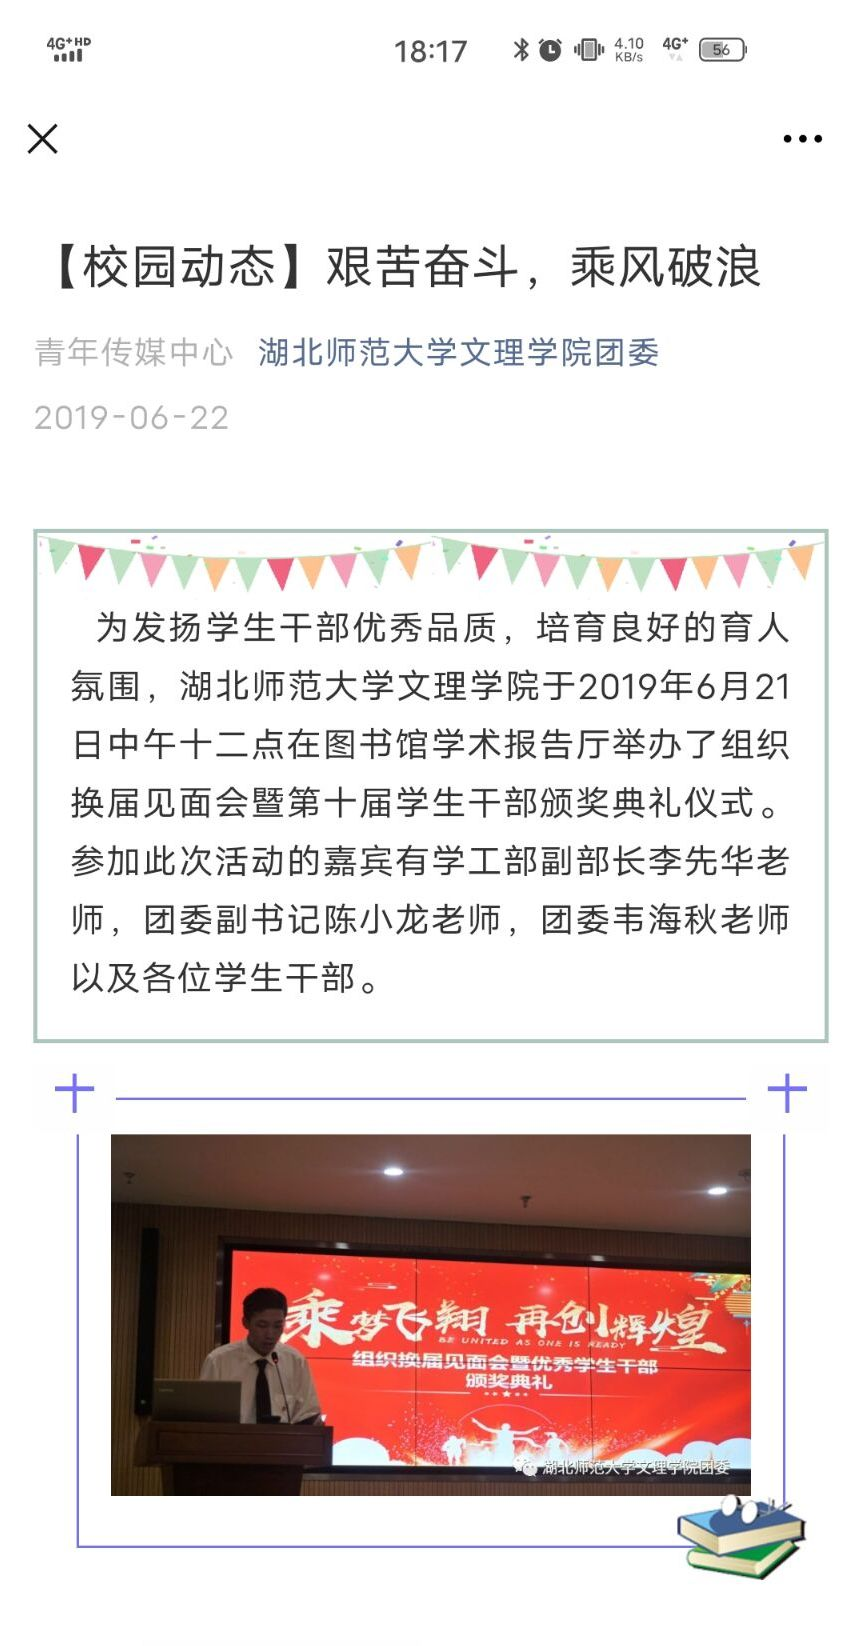 4G+HD
18:17
4.10
KB/s
4G+
56
【校园动态】艰苦奋斗，乘风破浪
青年传媒中心 湖北师范大学文理学院团委
2019-06-22
为发扬学生干部优秀品质，培育良好的育人
氛围，湖北师范大学文理学院于2019年6月21
日中午十二点在图书馆学术报告厅举办了组织
换届见面会暨第十届学生干部颁奖典礼仪式。
参加此次活动的嘉宾有学工部副部长李先华老
师，团委副书记陈小龙老师，团委韦海秋老师
以及各位学生干部。
乘梦飞翔 再创辉煌
BE UNITED AS ONE IS READY
组织换届见面会暨优秀学生干部
颁奖典礼
湖北师范大学文理学院团委